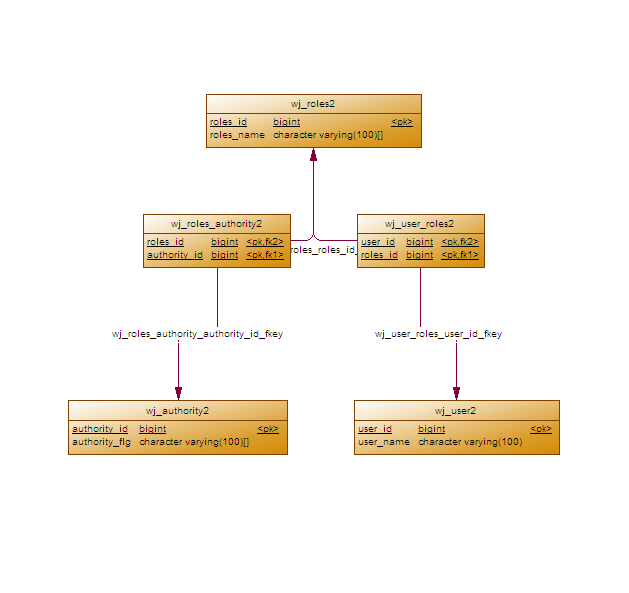 wj_roles2
roles_id bigint <pk>
roles_name character varying(100)[]
wj_roles_authority2
roles_id bigint <pk,fk2>
authority_id bigint <pk,fk1>
roles_roles_id_
wj_user_roles2
user_id bigint <pk,fk2>
roles_id bigint <pk,fk1>
wj_roles_authority_authority_id_fkey
wj_user_roles_user_id_fkey
wj_authority2
authority_id bigint <pk>
authority_flg character varying(100)[]
wj_user2
user_id bigint <pk>
user_name character varying(100)